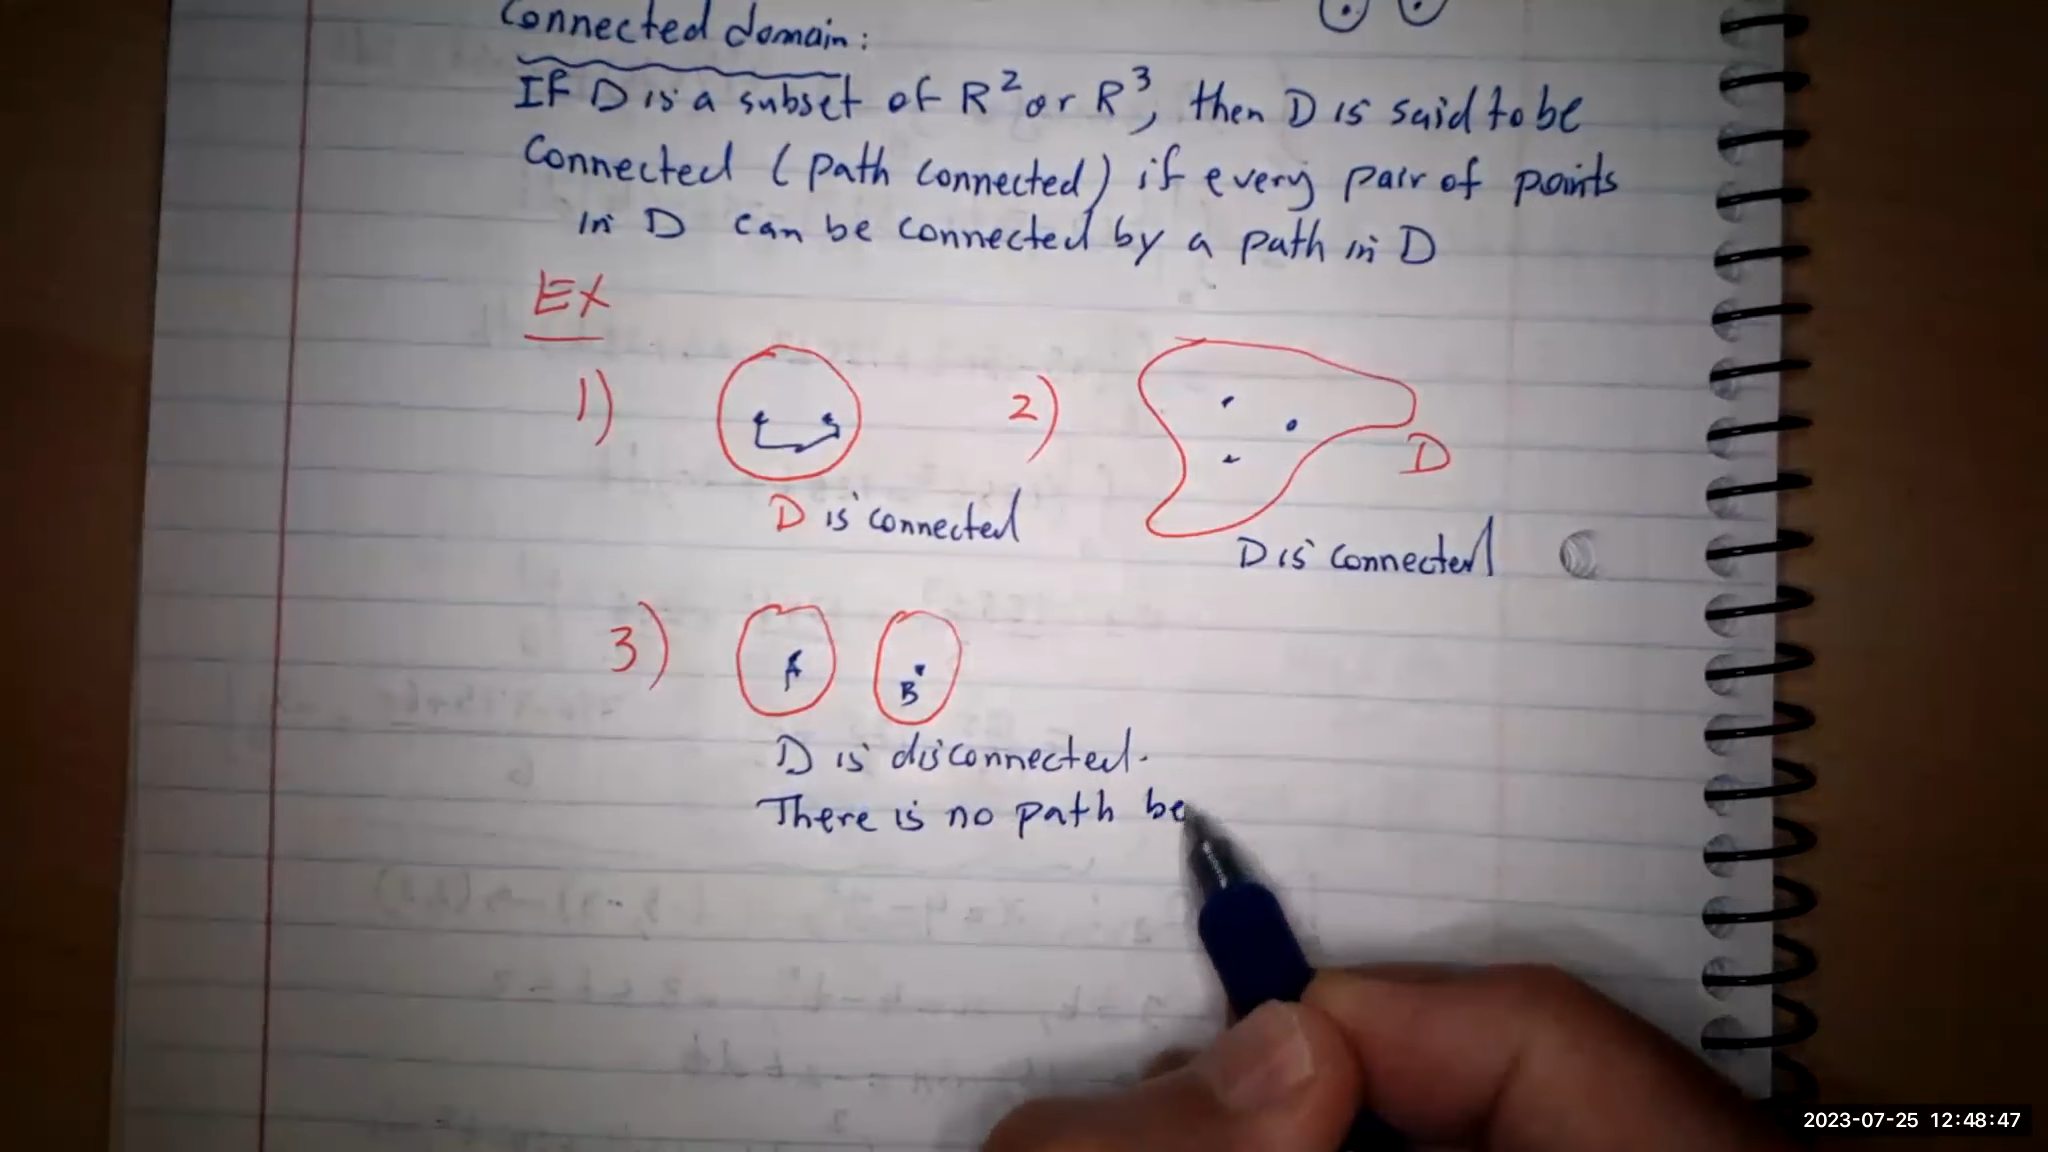 Connected domain:
If D is a subset of R² or R³, then D is said to be
Connected (path connected) if every pair of points
in D can be connected by a path in D
EX
1)
2)
D
D is connected
D is connected
3)
A
B
D is disconnected.
There is no path be
2023-07-25 12:48:47